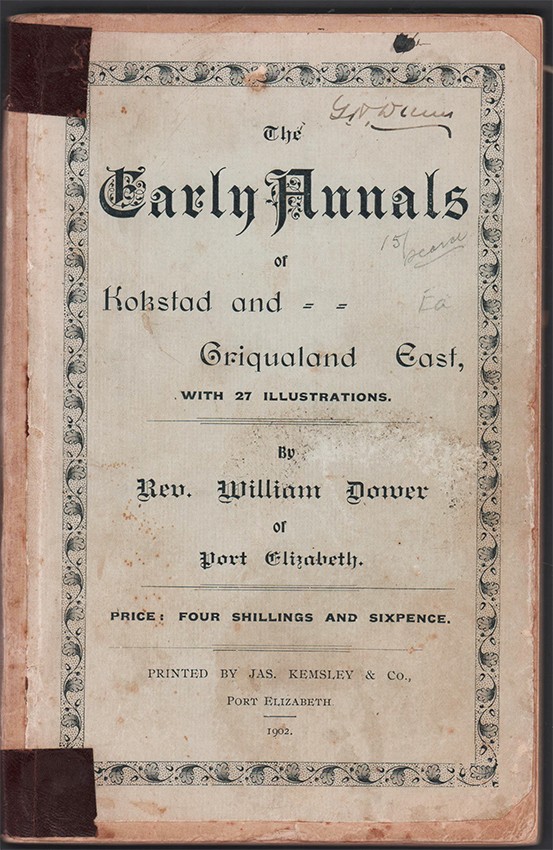 The
Early Annals
of
Kokstad and = =
Griqualand East,
WITH 27 ILLUSTRATIONS.
By
Rev. William Dower
of
Port Elizabeth.
PRICE: FOUR SHILLINGS AND SIXPENCE.
PRINTED BY JAS. KEMSLEY & Co.,
PORT ELIZABETH
1902.
15/